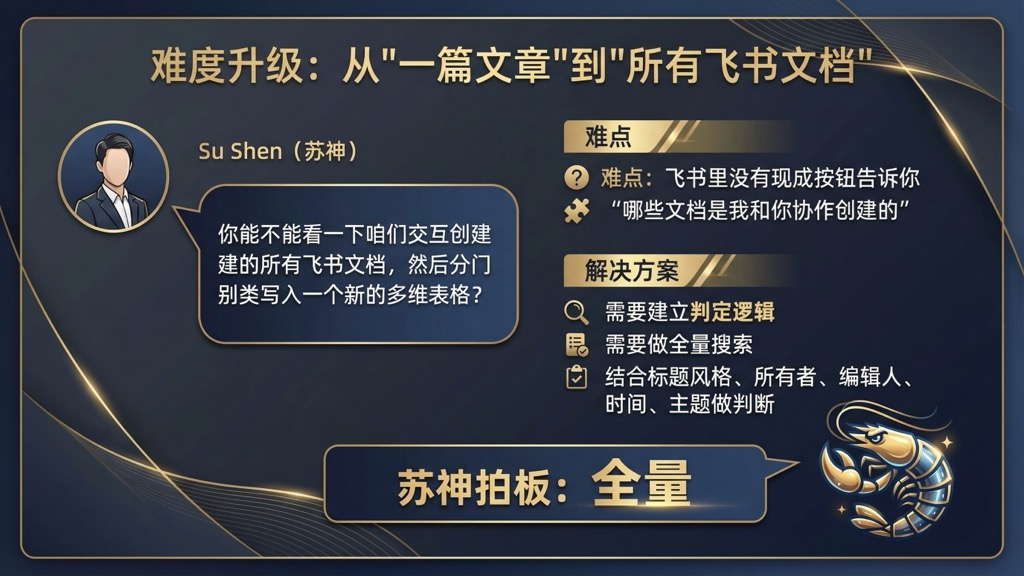 难度升级：从"一篇文章"到"所有飞书文档"
Su Shen（苏神）
你能不能看一下咱们交互创建
建的所有飞书文档，然后分门
别类写入一个新的多维表格？
难点
难点：飞书里没有现成按钮告诉你
“哪些文档是我和你协作创建的”
解决方案
需要建立判定逻辑
需要做全量搜索
结合标题风格、所有者、编辑人、
时间、主题做判断
苏神拍板：全量